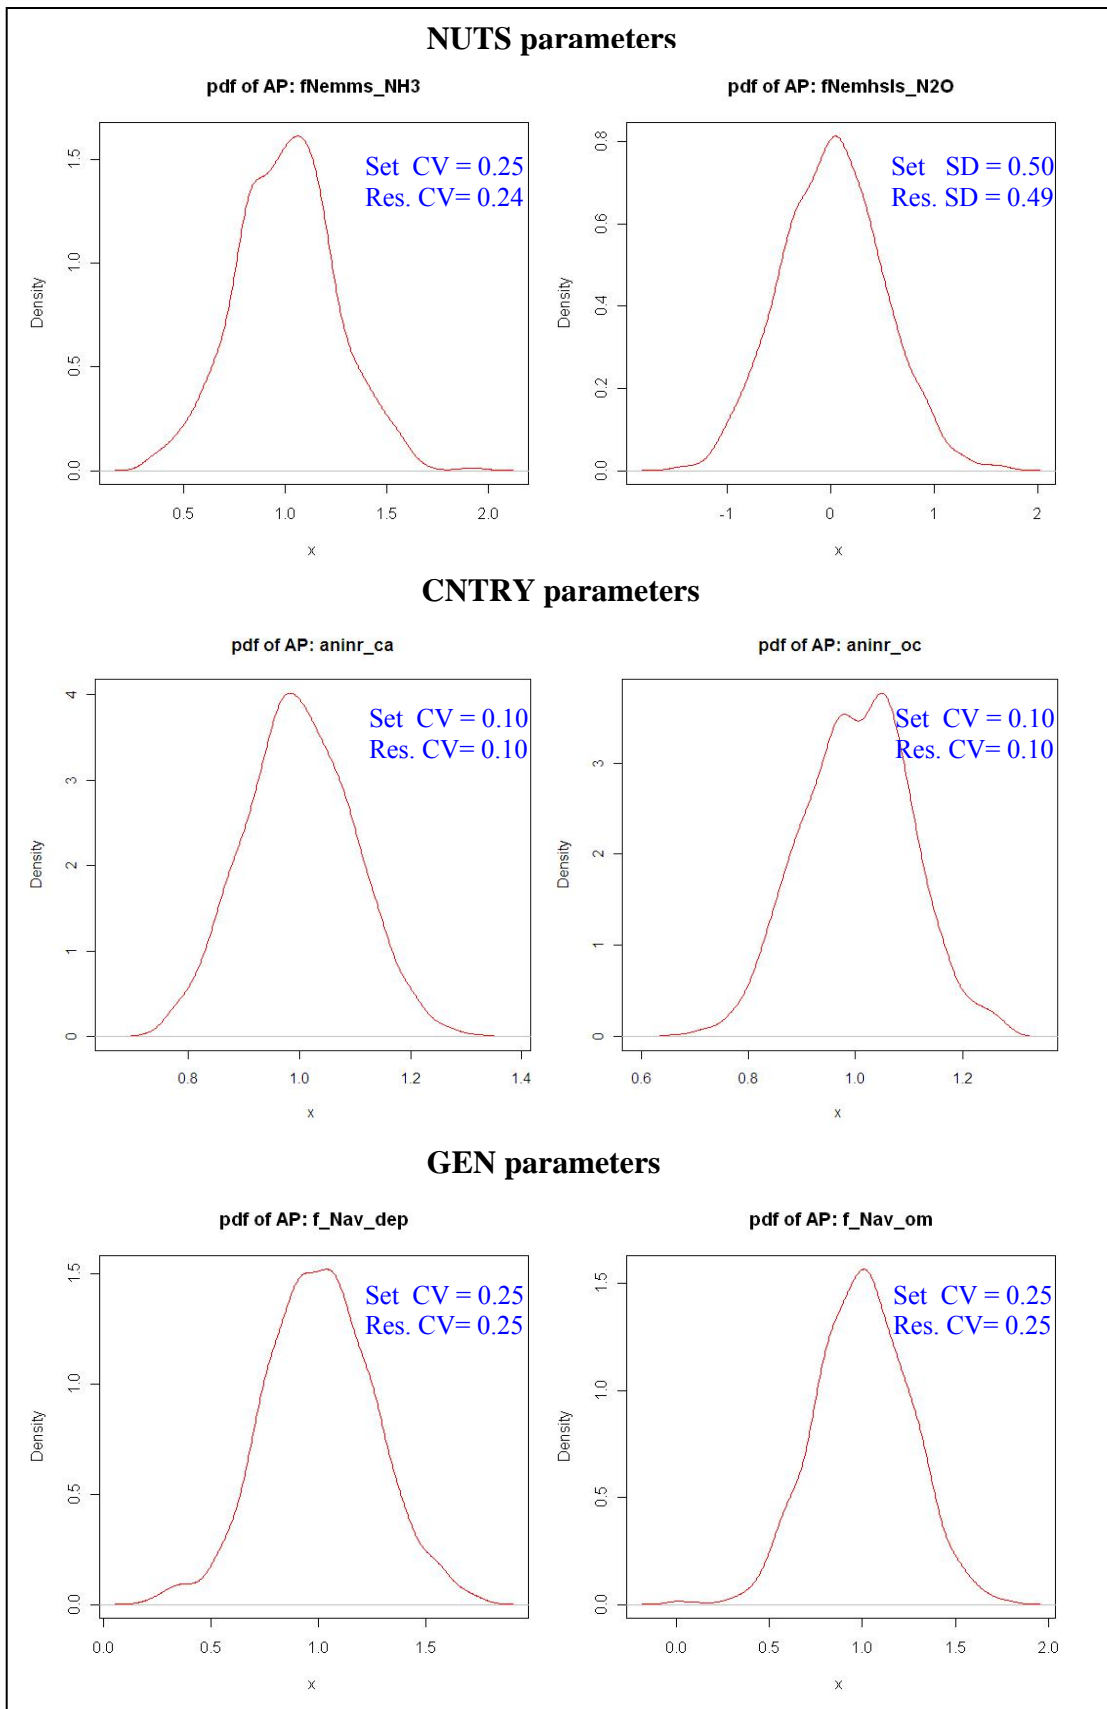 NUTS parameters
pdf of AP: fNemms_NH3
Set CV = 0.25
Res. CV= 0.24
Density
0.0 0.5 1.0 1.5
0.5 1.0 1.5 2.0
x
pdf of AP: fNemhsls_N2O
Set SD = 0.50
Res. SD = 0.49
Density
0.0 0.2 0.4 0.6 0.8
-1 0 1 2
x
CNTRY parameters
pdf of AP: aninr_ca
Set CV = 0.10
Res. CV= 0.10
Density
0 1 2 3 4
0.8 1.0 1.2 1.4
x
pdf of AP: aninr_oc
Set CV = 0.10
Res. CV= 0.10
Density
0 1 2 3
0.6 0.8 1.0 1.2
x
GEN parameters
pdf of AP: f_Nav_dep
Set CV = 0.25
Res. CV= 0.25
Density
0.0 0.5 1.0 1.5
0.0 0.5 1.0 1.5
x
pdf of AP: f_Nav_om
Set CV = 0.25
Res. CV= 0.25
Density
0.0 0.5 1.0 1.5
0.0 0.5 1.0 1.5 2.0
x